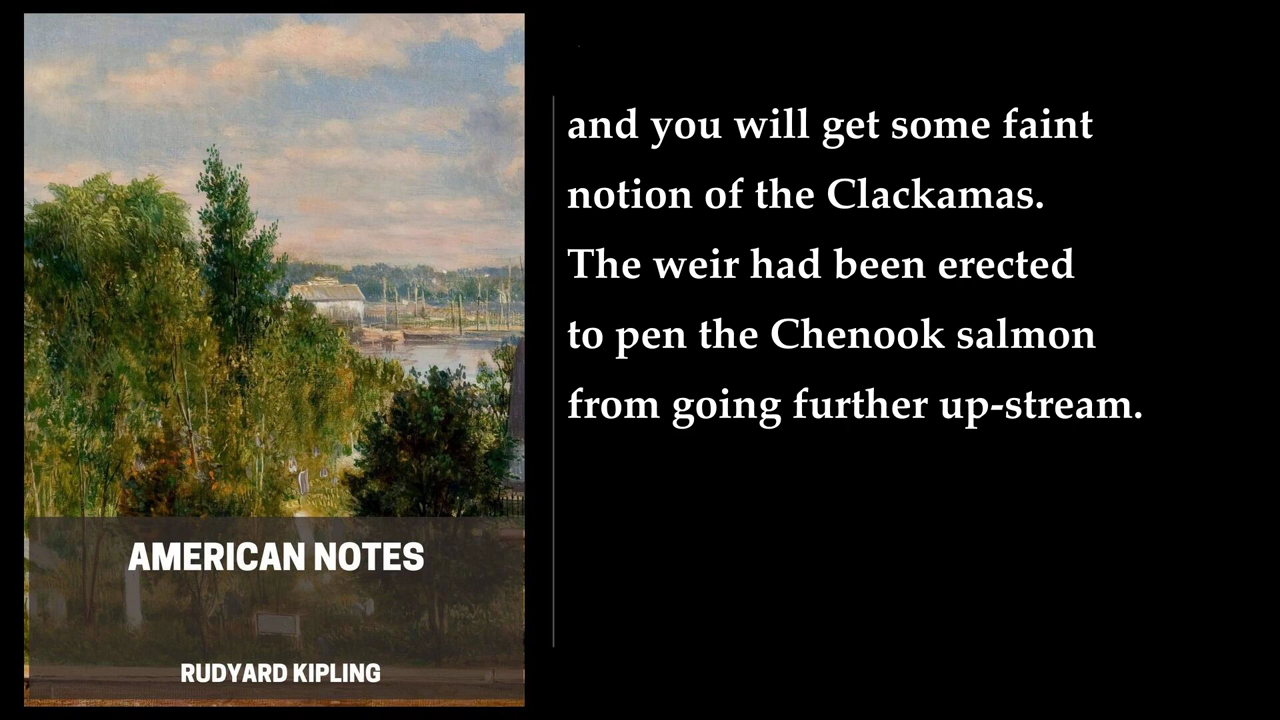 and you will get some faint
notion of the Clackamas.
The weir had been erected
to pen the Chenook salmon
from going further up-stream.
AMERICAN NOTES
RUDYARD KIPLING